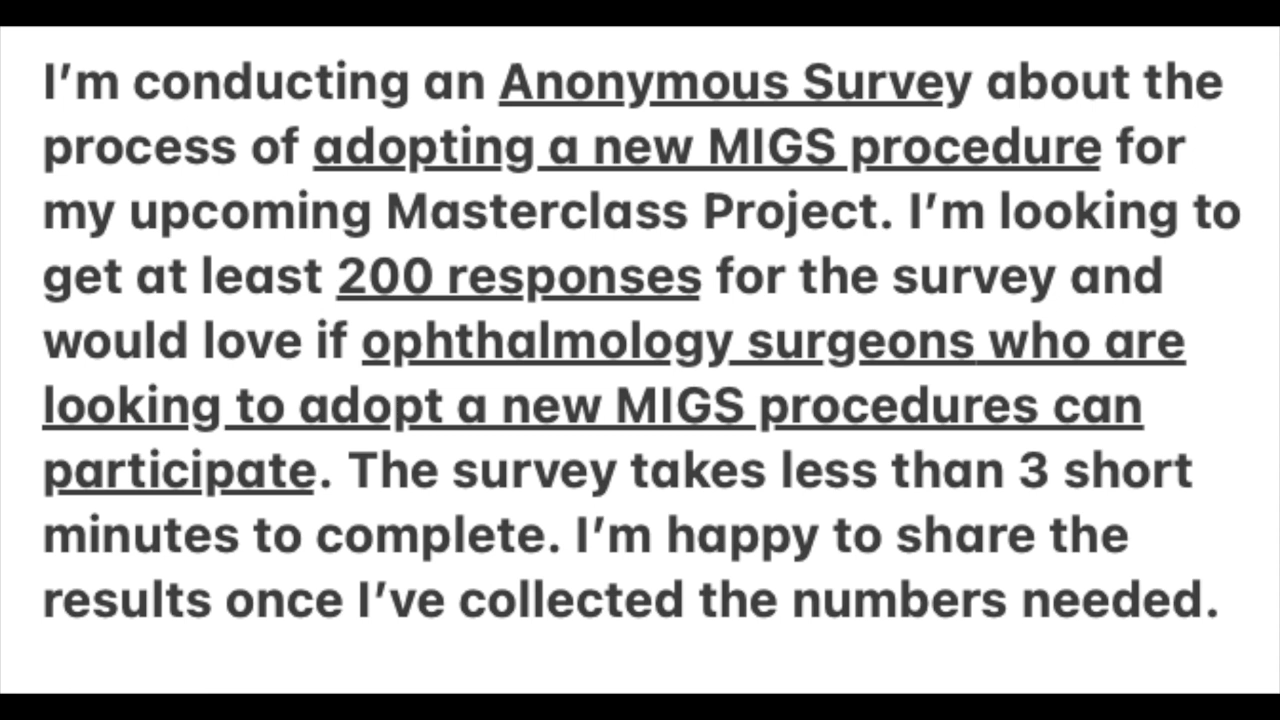 I’m conducting an Anonymous Survey about the
process of adopting a new MIGS procedure for
my upcoming Masterclass Project. I’m looking to
get at least 200 responses for the survey and
would love if ophthalmology surgeons who are
looking to adopt a new MIGS procedures can
participate. The survey takes less than 3 short
minutes to complete. I’m happy to share the
results once I’ve collected the numbers needed.